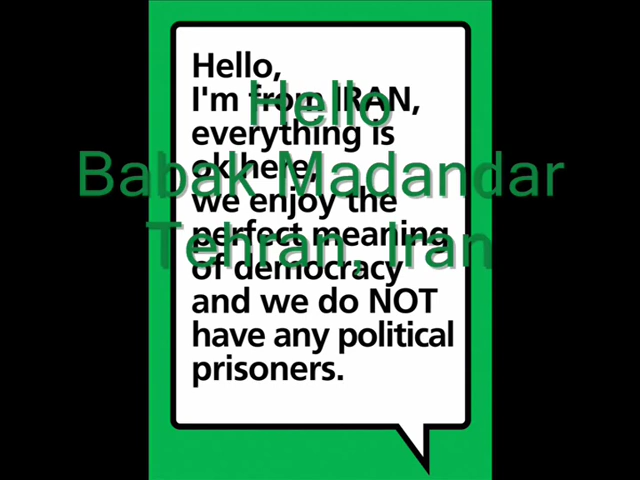 Hello,
I'm from IRAN,
everything is
ok here,
we enjoy the
perfect meaning
of democracy
and we do NOT
have any political
prisoners.
Hello
Babak Madandar
Tehran, Iran